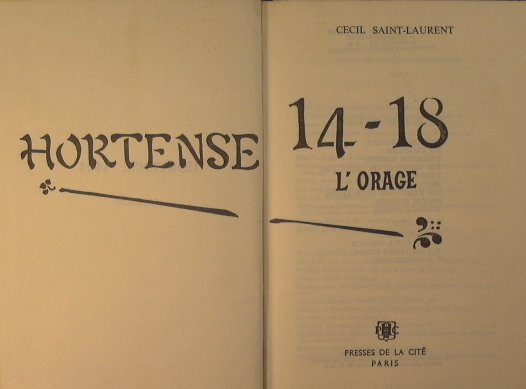 CECIL SAINT-LAURENT
HORTENSE 14-18
L'ORAGE
PRESSES DE LA CITÉ
PARIS